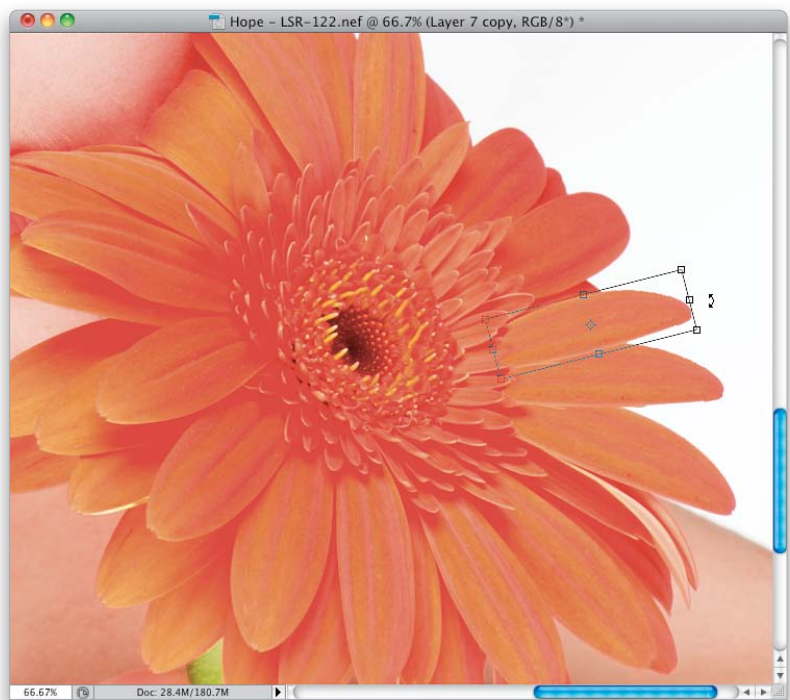 Hope – LSR-122.nef @ 66.7% (Layer 7 copy, RGB/8*) *
66.67% Doc: 28.4M/180.7M